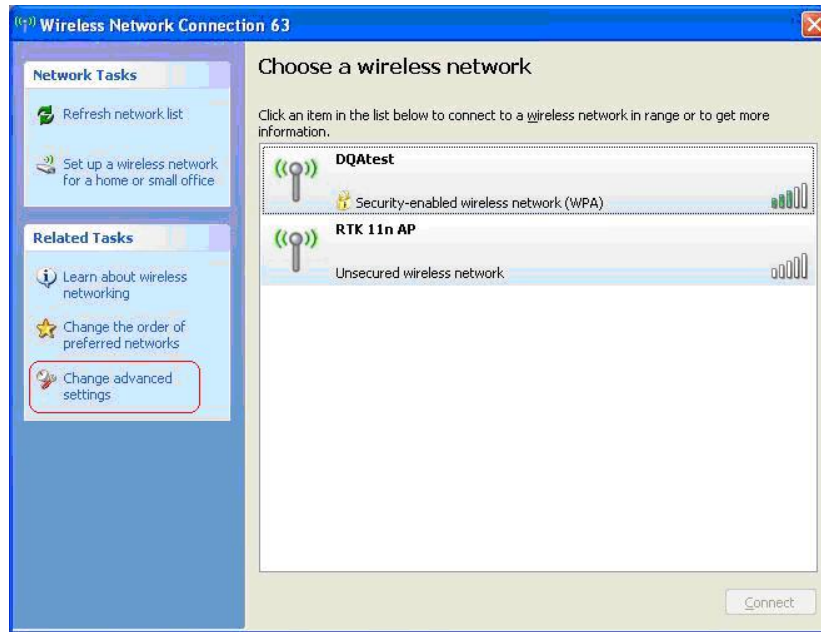 Wireless Network Connection 63
Network Tasks
Refresh network list
Set up a wireless network
for a home or small office
Related Tasks
Learn about wireless
networking
Change the order of
preferred networks
Change advanced
settings
Choose a wireless network
Click an item in the list below to connect to a wireless network in range or to get more
information.
DQAtest
Security-enabled wireless network (WPA)
RTK 11n AP
Unsecured wireless network
Connect